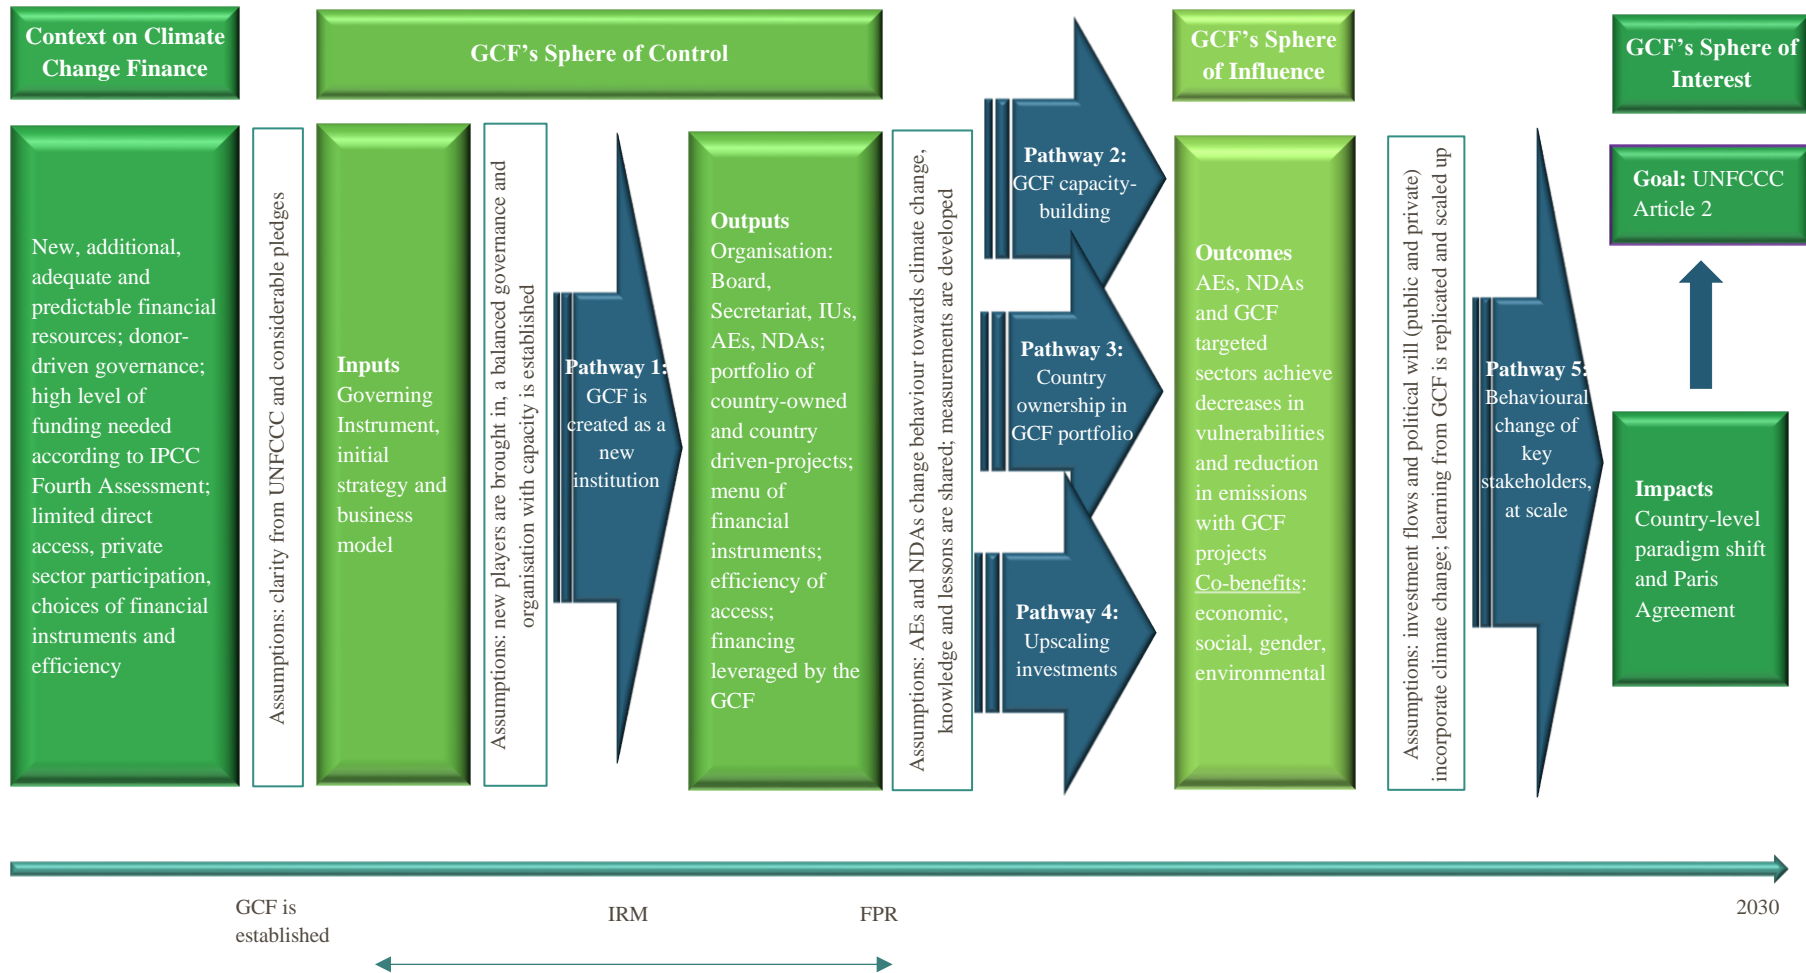 Context on Climate
Change Finance
GCF's Sphere of Control
GCF's Sphere
of Influence
GCF's Sphere of
Interest
New, additional,
adequate and
predictable financial
resources; donor-
driven governance;
high level of
funding needed
according to IPCC
Fourth Assessment;
limited direct
access, private
sector participation,
choices of financial
instruments and
efficiency
Assumptions: clarity from UNFCCC and considerable pledges
Inputs
Governing
Instrument,
initial
strategy and
business
model
Assumptions: new players are brought in, a balanced governance and
organisation with capacity is established
Pathway 1:
GCF is
created as a
new
institution
Outputs
Organisation:
Board,
Secretariat, IUs,
AEs, NDAs;
portfolio of
country-owned
and country
driven-projects;
menu of
financial
instruments;
efficiency of
access;
financing
leveraged by the
GCF
Assumptions: AEs and NDAs change behaviour towards climate change,
knowledge and lessons are shared; measurements are developed
Pathway 2:
GCF capacity-
building
Pathway 3:
Country
ownership in
GCF portfolio
Pathway 4:
Upscaling
investments
Outcomes
AEs, NDAs
and GCF
targeted
sectors achieve
decreases in
vulnerabilities
and reduction
in emissions
with GCF
projects
Co-benefits:
economic,
social, gender,
environmental
Assumptions: investment flows and political will (public and private)
incorporate climate change; learning from GCF is replicated and scaled up
Pathway 5:
Behavioural
change of
key
stakeholders,
at scale
Goal: UNFCCC
Article 2
Impacts
Country-level
paradigm shift
and Paris
Agreement
GCF is
established
IRM
FPR
2030